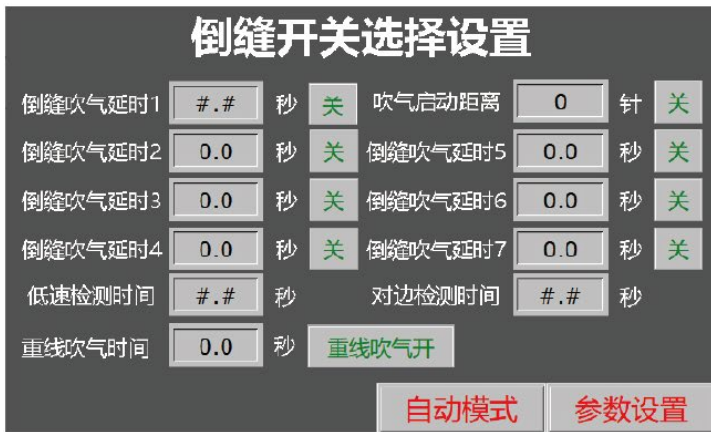 倒缝开关选择设置
倒缝吹气延时1 #.# 秒 关 吹气启动距离 0 针 关
倒缝吹气延时2 0.0 秒 关 倒缝吹气延时5 0.0 秒 关
倒缝吹气延时3 0.0 秒 关 倒缝吹气延时6 0.0 秒 关
倒缝吹气延时4 0.0 秒 关 倒缝吹气延时7 0.0 秒 关
低速检测时间 #.# 秒 对边检测时间 #.# 秒
重线吹气时间 0.0 秒 重线吹气开
自动模式 参数设置